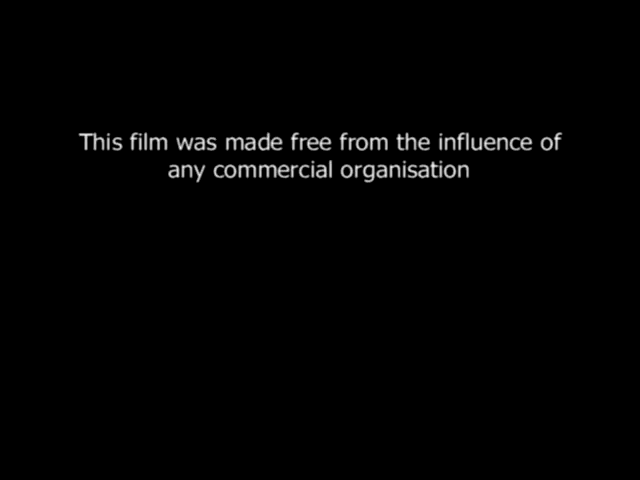 This film was made free from the influence of
any commercial organisation